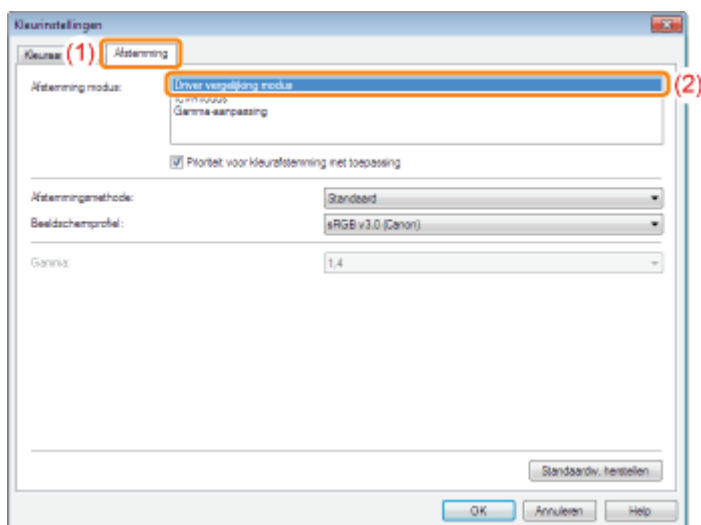 Kleurinstellingen
(1) Afstemming
Afstemming modus:
Driver vergelijking modus
(2)
Gamma-aanpassing
Prioriteit voor kleurafstemming met toepassing
Afstemmingsmethode:
Standaard
Beeldschermprofiel:
sRGB v3.0 (Canon)
Gamma:
1,4
Standaardw. herstellen
OK
Annuleren
Help